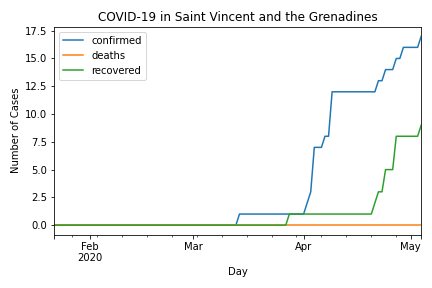 COVID-19 in Saint Vincent and the Grenadines
17.5
15.0
12.5
10.0
7.5
5.0
2.5
0.0
Number of Cases
confirmed
deaths
recovered
Feb
2020
Mar
Apr
May
Day